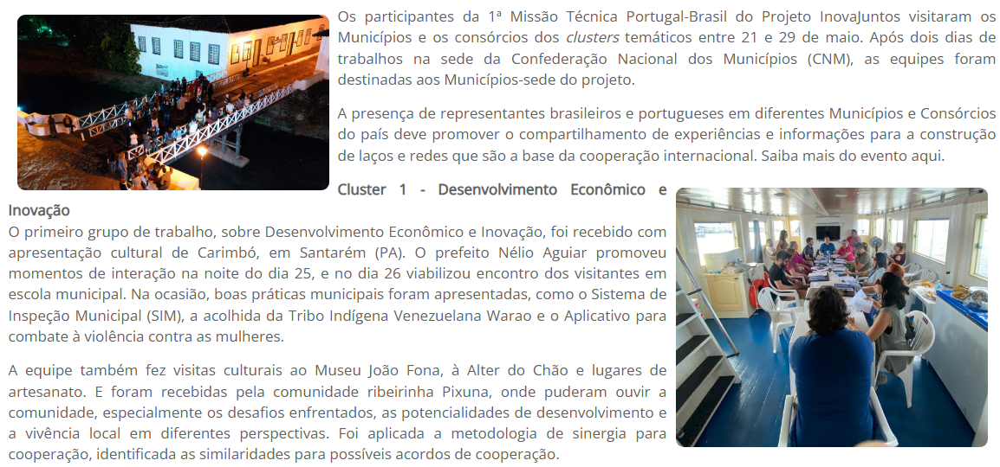 Os participantes da 1ª Missão Técnica Portugal-Brasil do Projeto InovaJuntos visitaram os
Municípios e os consórcios dos clusters temáticos entre 21 e 29 de maio. Após dois dias de
trabalhos na sede da Confederação Nacional dos Municípios (CNM), as equipes foram
destinadas aos Municípios-sede do projeto.
A presença de representantes brasileiros e portugueses em diferentes Municípios e Consórcios
do país deve promover o compartilhamento de experiências e informações para a construção
de laços e redes que são a base da cooperação internacional. Saiba mais do evento aqui.
Cluster 1 - Desenvolvimento Econômico e
Inovação
O primeiro grupo de trabalho, sobre Desenvolvimento Econômico e Inovação, foi recebido com
apresentação cultural de Carimbó, em Santarém (PA). O prefeito Nélio Aguiar promoveu
momentos de interação na noite do dia 25, e no dia 26 viabilizou encontro dos visitantes em
escola municipal. Na ocasião, boas práticas municipais foram apresentadas, como o Sistema de
Inspeção Municipal (SIM), a acolhida da Tribo Indígena Venezuelana Warao e o Aplicativo para
combate à violência contra as mulheres.
A equipe também fez visitas culturais ao Museu João Fona, à Alter do Chão e lugares de
artesanato. E foram recebidas pela comunidade ribeirinha Pixuna, onde puderam ouvir a
comunidade, especialmente os desafios enfrentados, as potencialidades de desenvolvimento e
a vivência local em diferentes perspectivas. Foi aplicada a metodologia de sinergia para
cooperação, identificada as similaridades para possíveis acordos de cooperação.